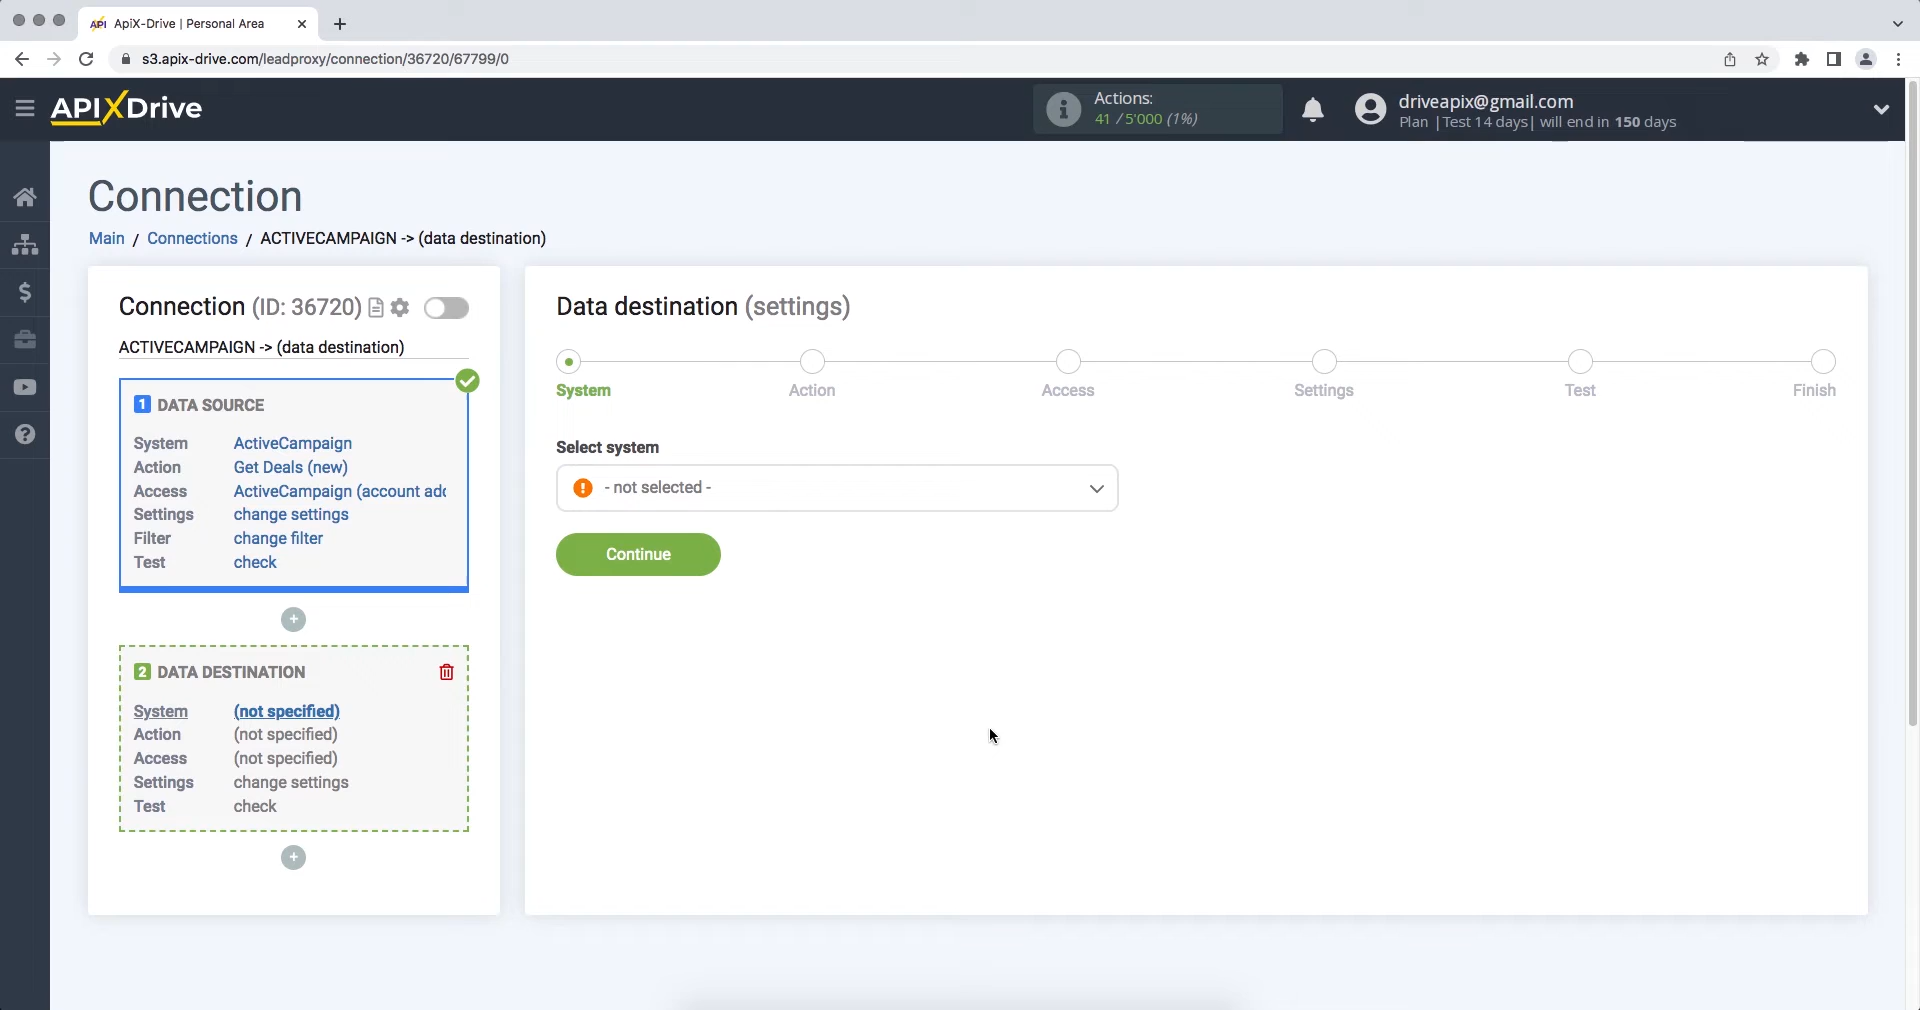 ApiX-Drive | Personal Area
s3.apix-drive.com/leadproxy/connection/36720/67799/0
APIXDrive
Actions:
41 / 5'000 (1%)
driveapix@gmail.com
Plan |Test 14 days| will end in 150 days
Connection
Main / Connections / ACTIVECAMPAIGN -> (data destination)
Connection (ID: 36720)
ACTIVECAMPAIGN -> (data destination)
1 DATA SOURCE
System ActiveCampaign
Action Get Deals (new)
Access ActiveCampaign (account add
Settings change settings
Filter change filter
Test check
2 DATA DESTINATION
System (not specified)
Action (not specified)
Access (not specified)
Settings change settings
Test check
Data destination (settings)
System Action Access Settings Test Finish
Select system
- not selected -
Continue